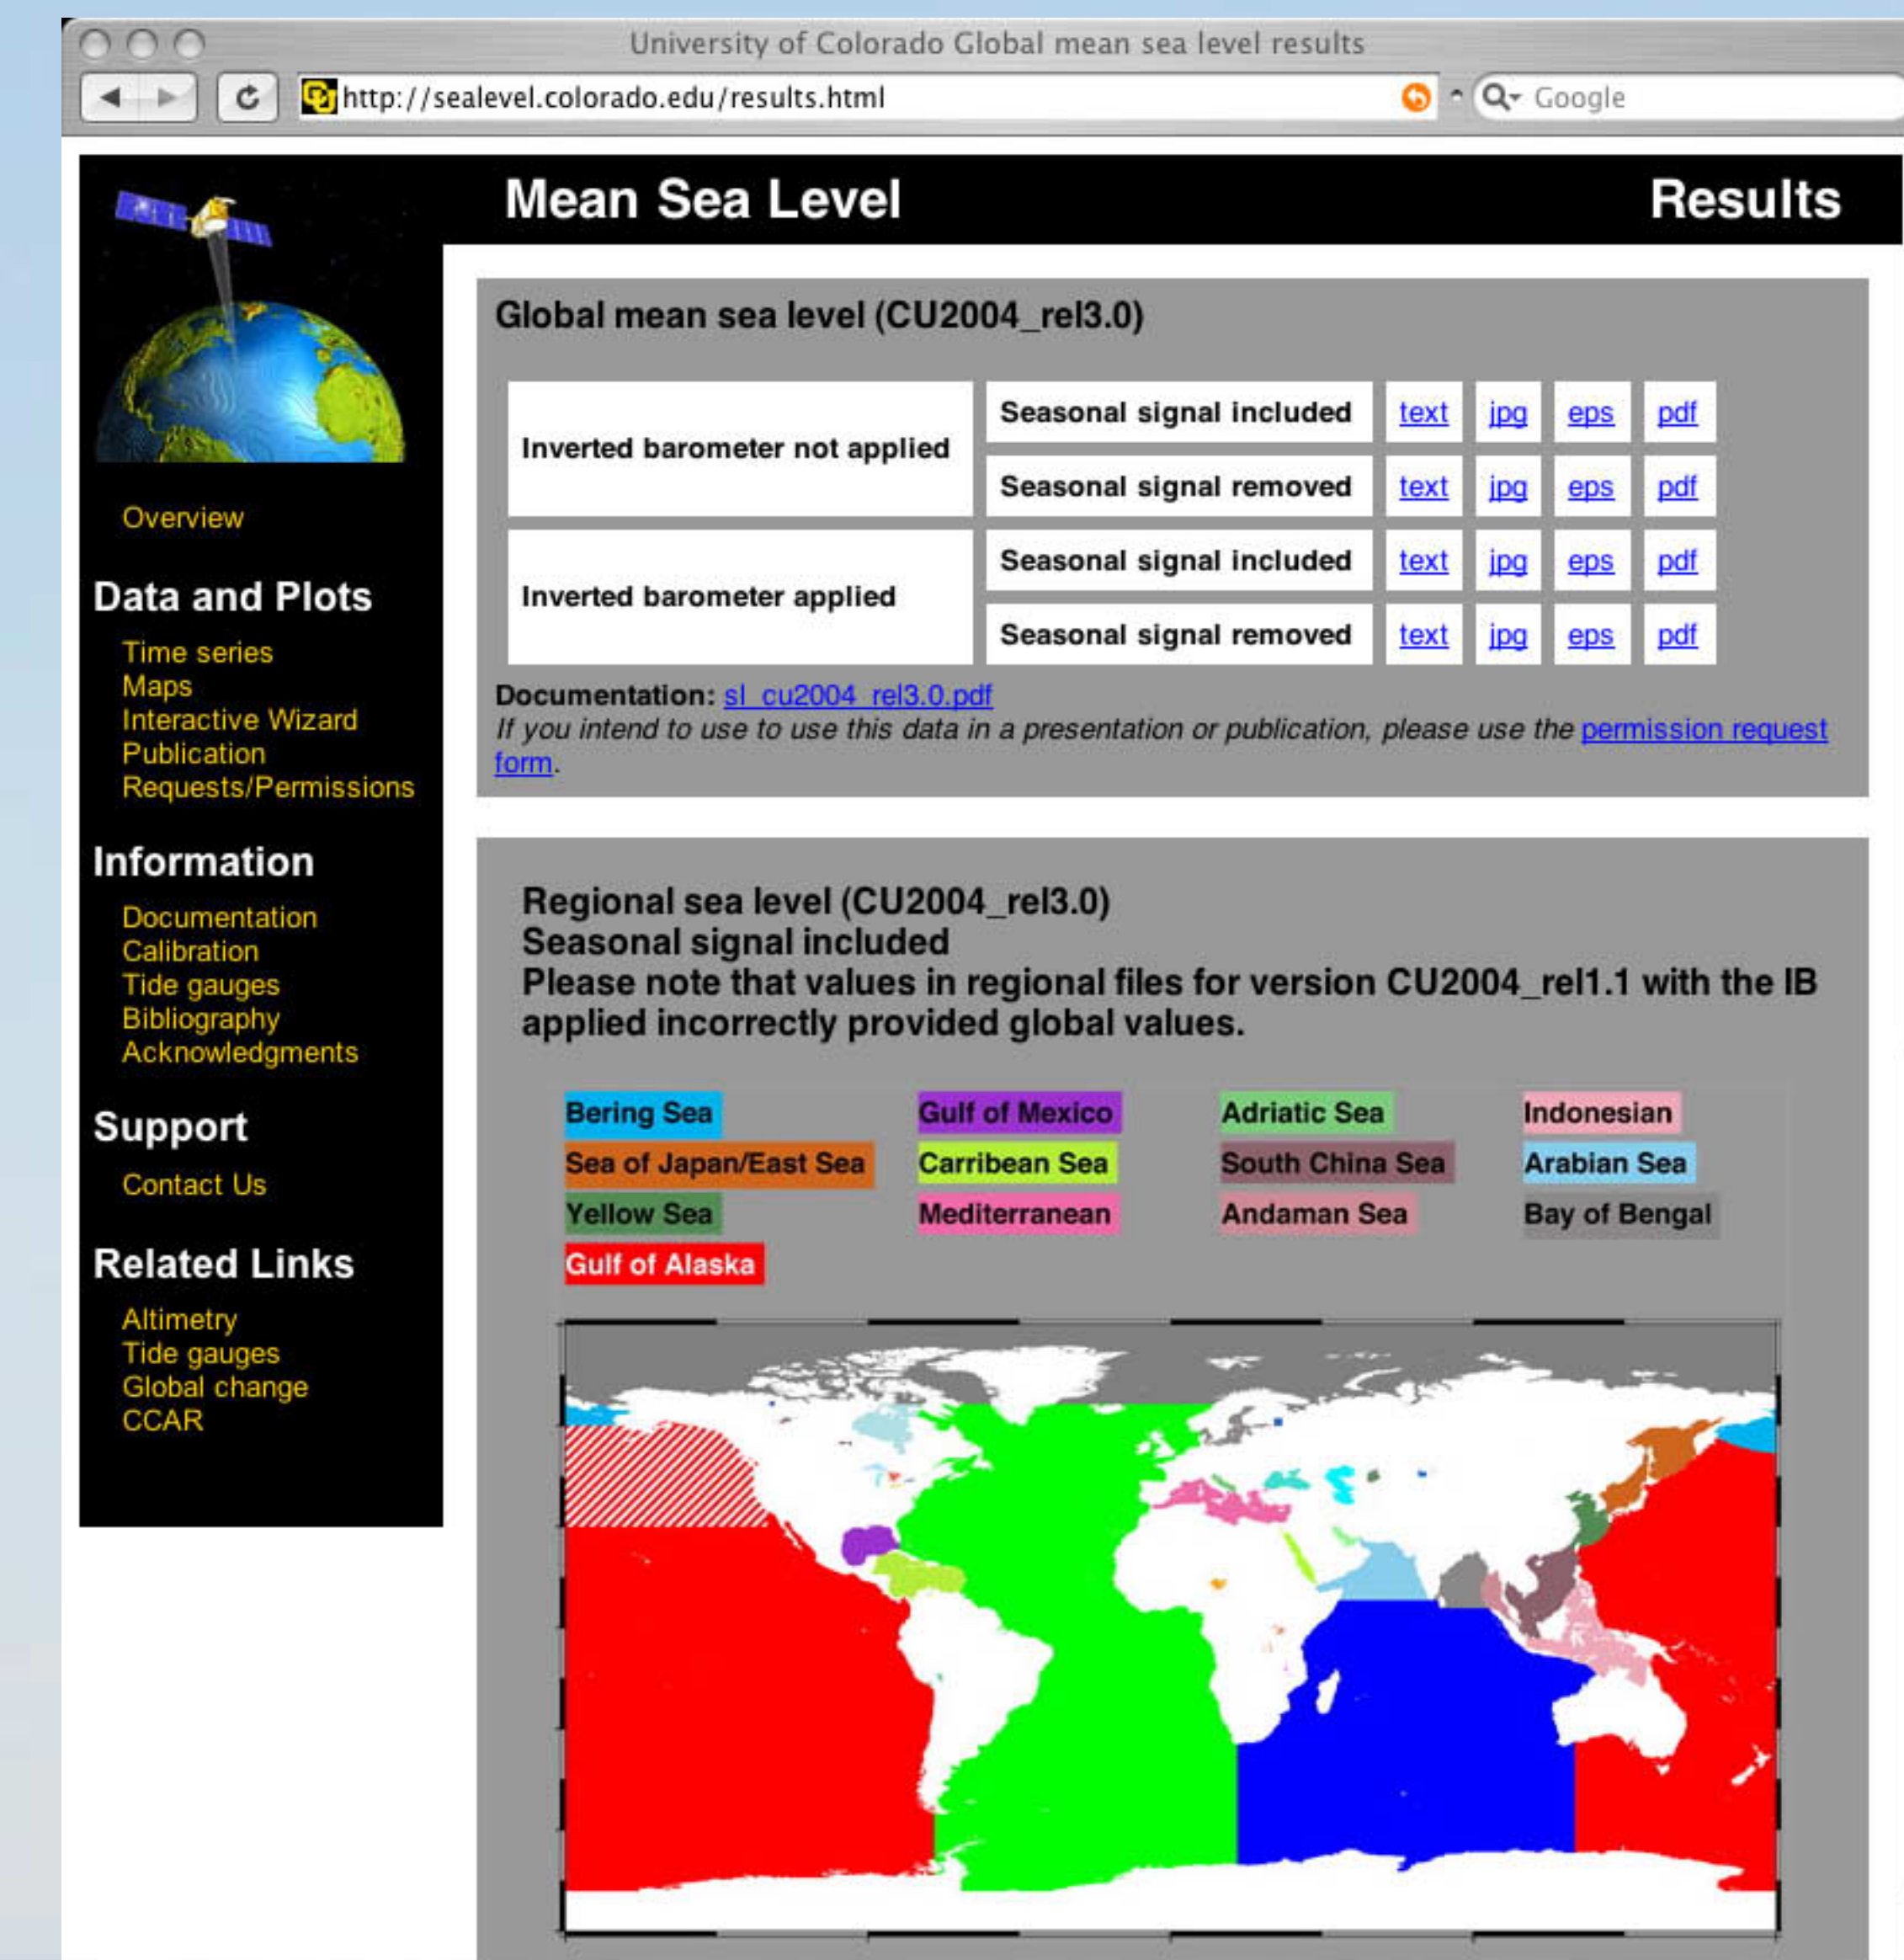 University of Colorado Global mean sea level results
http://sealevel.colorado.edu/results.html
Google
Mean Sea Level Results
Overview
Data and Plots
Time series
Maps
Interactive Wizard
Publication
Requests/Permissions
Information
Documentation
Calibration
Tide gauges
Bibliography
Acknowledgments
Support
Contact Us
Related Links
Altimetry
Tide gauges
Global change
CCAR
Global mean sea level (CU2004_rel3.0)
Inverted barometer not applied
Seasonal signal included text jpg eps pdf
Seasonal signal removed text jpg eps pdf
Inverted barometer applied
Seasonal signal included text jpg eps pdf
Seasonal signal removed text jpg eps pdf
Documentation: sl_cu2004_rel3.0.pdf
If you intend to use to use this data in a presentation or publication, please use the permission request
form.
Regional sea level (CU2004_rel3.0)
Seasonal signal included
Please note that values in regional files for version CU2004_rel1.1 with the IB
applied incorrectly provided global values.
Bering Sea Gulf of Mexico Adriatic Sea Indonesian
Sea of Japan/East Sea Carribean Sea South China Sea Arabian Sea
Yellow Sea Mediterranean Andaman Sea Bay of Bengal
Gulf of Alaska